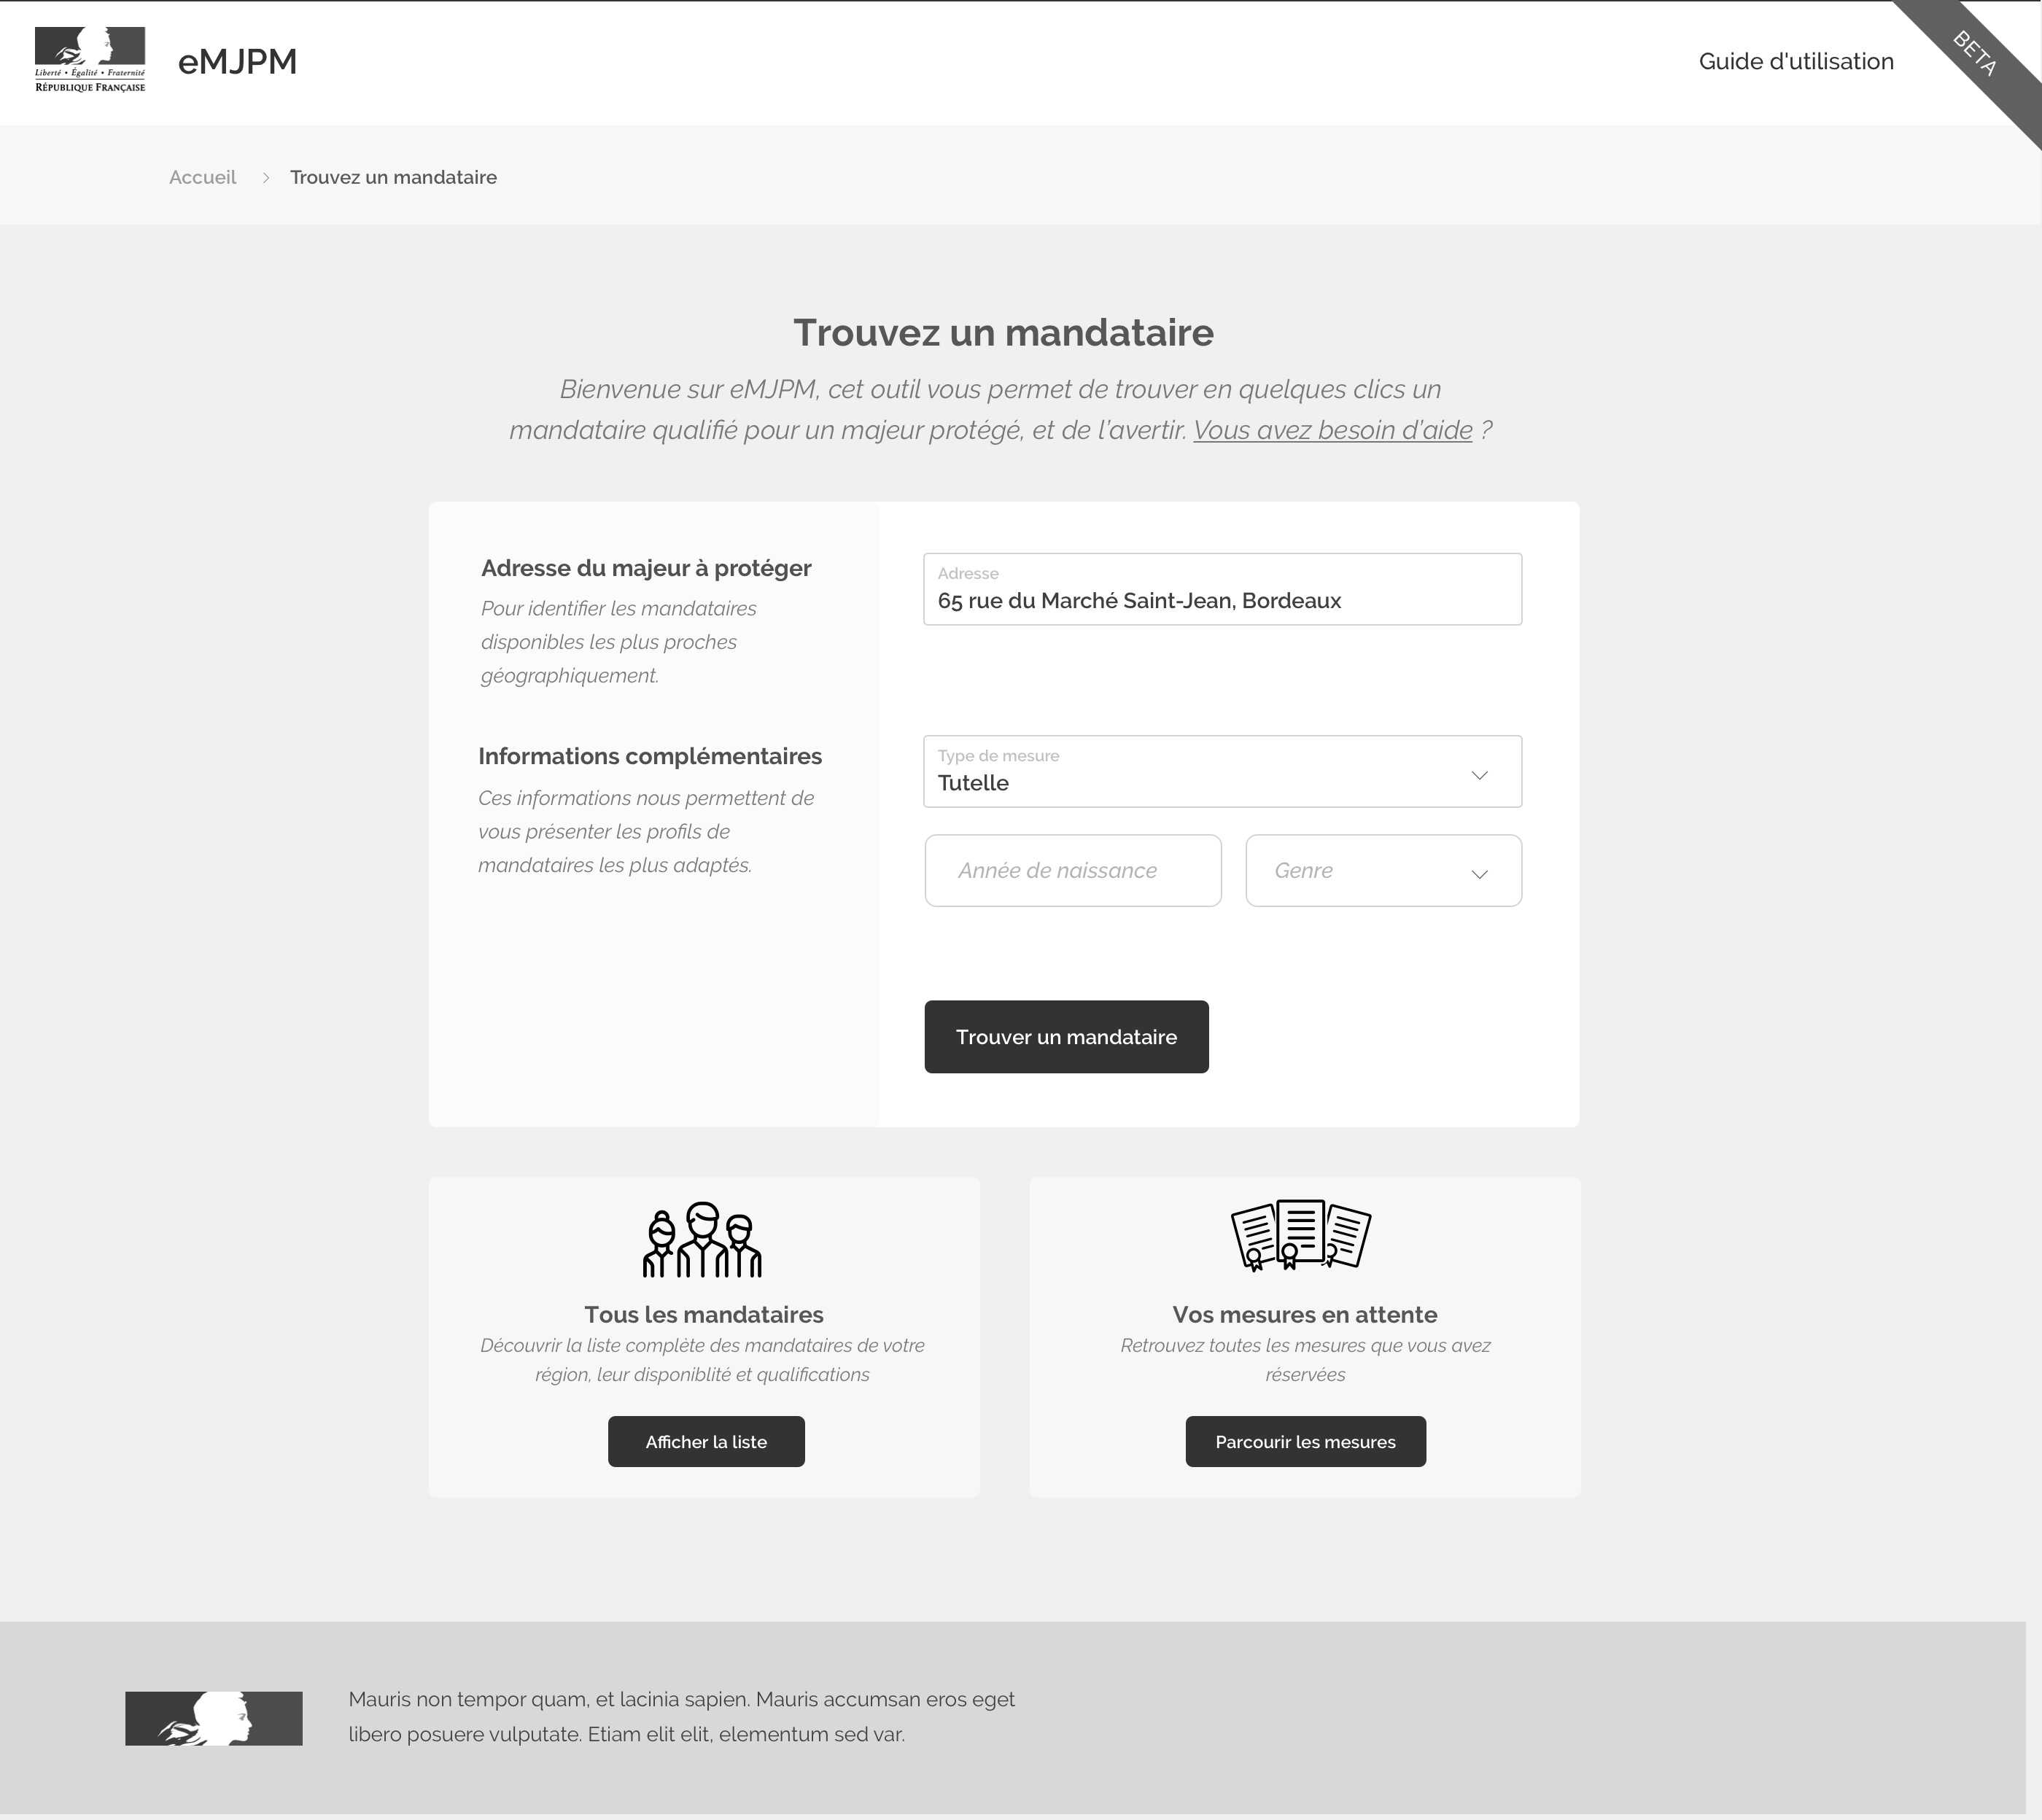 Liberté • Égalité • Fraternité
RÉPUBLIQUE FRANÇAISE
eMJPM
Guide d'utilisation
BETA
Accueil
Trouvez un mandataire
Trouvez un mandataire
Bienvenue sur eMJPM, cet outil vous permet de trouver en quelques clics un
mandataire qualifié pour un majeur protégé, et de l’avertir. Vous avez besoin d’aide ?
Adresse du majeur à protéger
Pour identifier les mandataires
disponibles les plus proches
géographiquement.
Adresse
65 rue du Marché Saint-Jean, Bordeaux
Informations complémentaires
Ces informations nous permettent de
vous présenter les profils de
mandataires les plus adaptés.
Type de mesure
Tutelle
Année de naissance
Genre
Trouver un mandataire
Tous les mandataires
Découvrir la liste complète des mandataires de votre
région, leur disponiblité et qualifications
Afficher la liste
Vos mesures en attente
Retrouvez toutes les mesures que vous avez
réservées
Parcourir les mesures
Mauris non tempor quam, et lacinia sapien. Mauris accumsan eros eget
libero posuere vulputate. Etiam elit elit, elementum sed var.